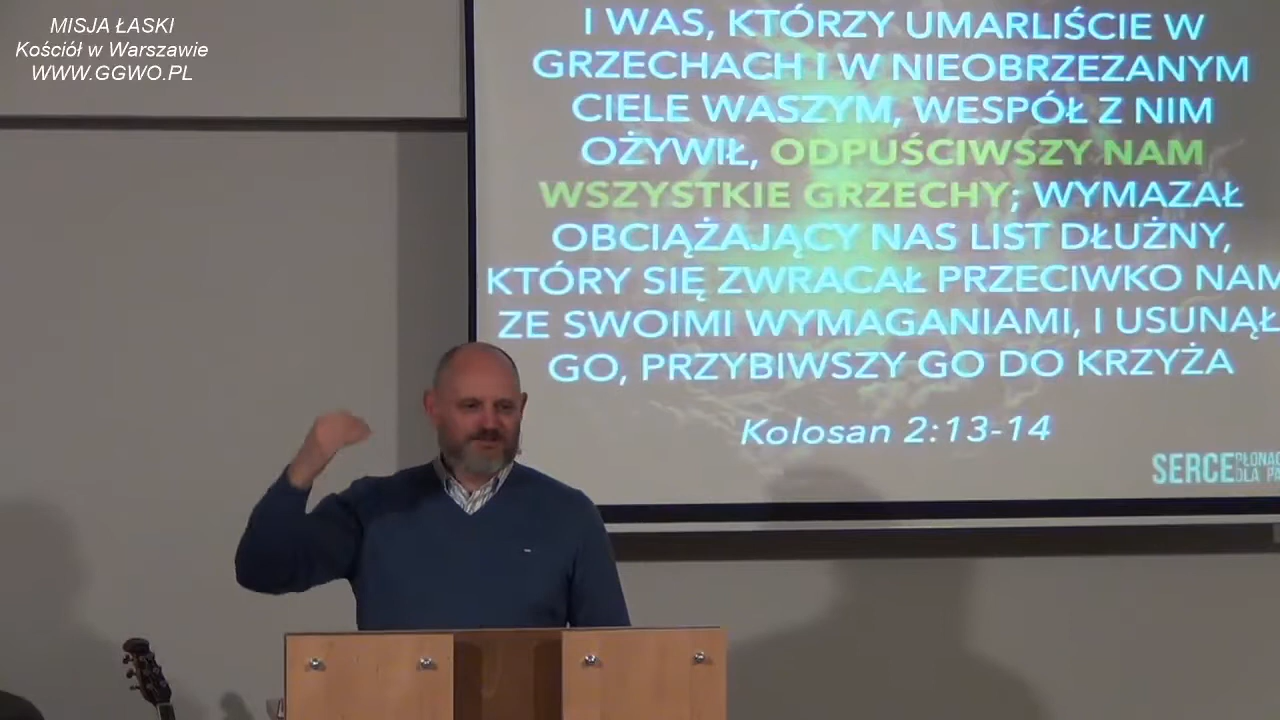 MISJA ŁASKI
Kościół w Warszawie
WWW.GGWO.PL
I WAS, KTÓRZY UMARLIŚCIE W
GRZECHACH I W NIEOBRZEZANYM
CIELE WASZYM, WESPÓŁ Z NIM
OŻYWIŁ, ODPUŚCIWSZY NAM
WSZYSTKIE GRZECHY; WYMAZAŁ
OBCIĄŻAJĄCY NAS LIST DŁUŻNY,
KTÓRY SIĘ ZWRACAŁ PRZECIWKO NAM
ZE SWOIMI WYMAGANIAMI, I USUNĄŁ
GO, PRZYBIWSZY GO DO KRZYŻA
Kolosan 2:13-14
SERCE
DLA